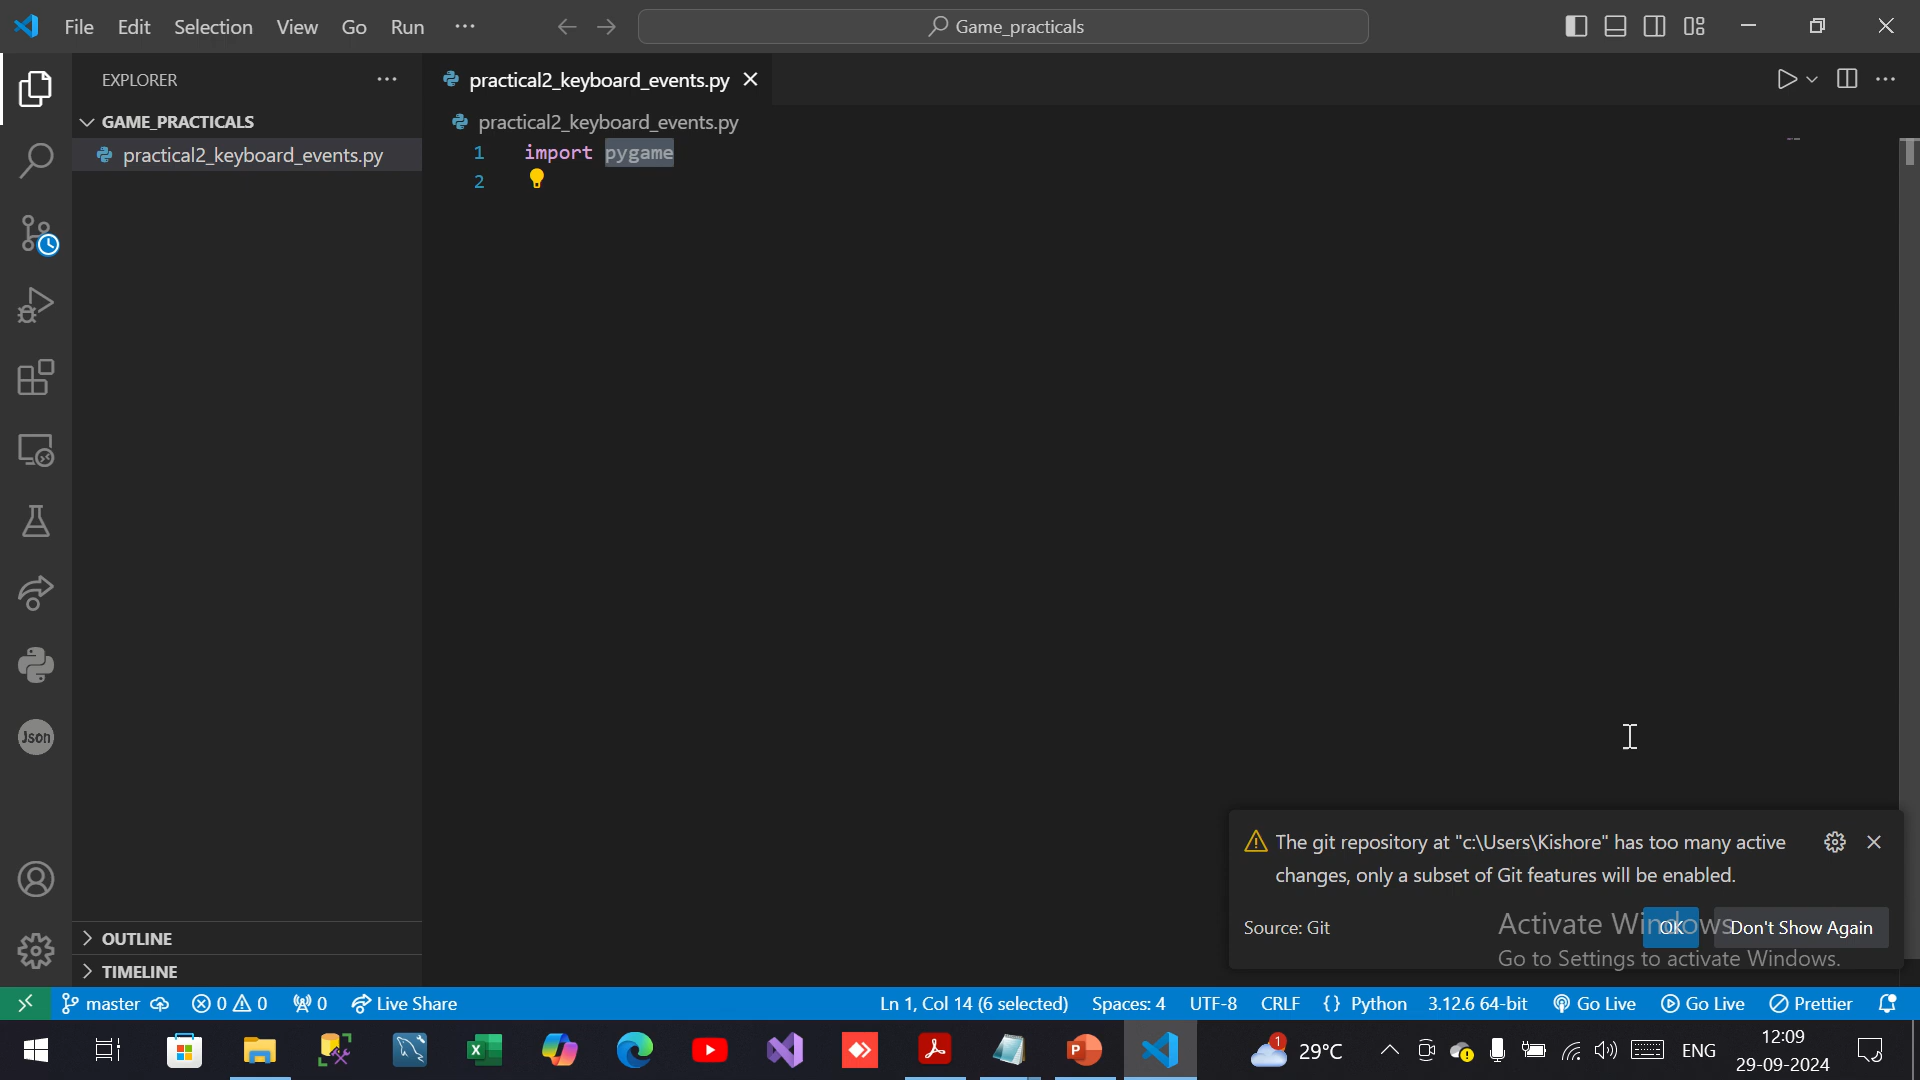 File Edit Selection View Go Run ···
Game_practicals
EXPLORER
practical2_keyboard_events.py
GAME_PRACTICALS
practical2_keyboard_events.py
practical2_keyboard_events.py
1 import pygame
2
Json
The git repository at "c:\Users\Kishore" has too many active
changes, only a subset of Git features will be enabled.
Source: Git
OK
Don't Show Again
Activate Windows
Go to Settings to activate Windows.
OUTLINE
TIMELINE
master 0 0 0 Live Share
Ln 1, Col 14 (6 selected) Spaces: 4 UTF-8 CRLF {} Python 3.12.6 64-bit Go Live Go Live Prettier
1 29°C ENG
12:09
29-09-2024